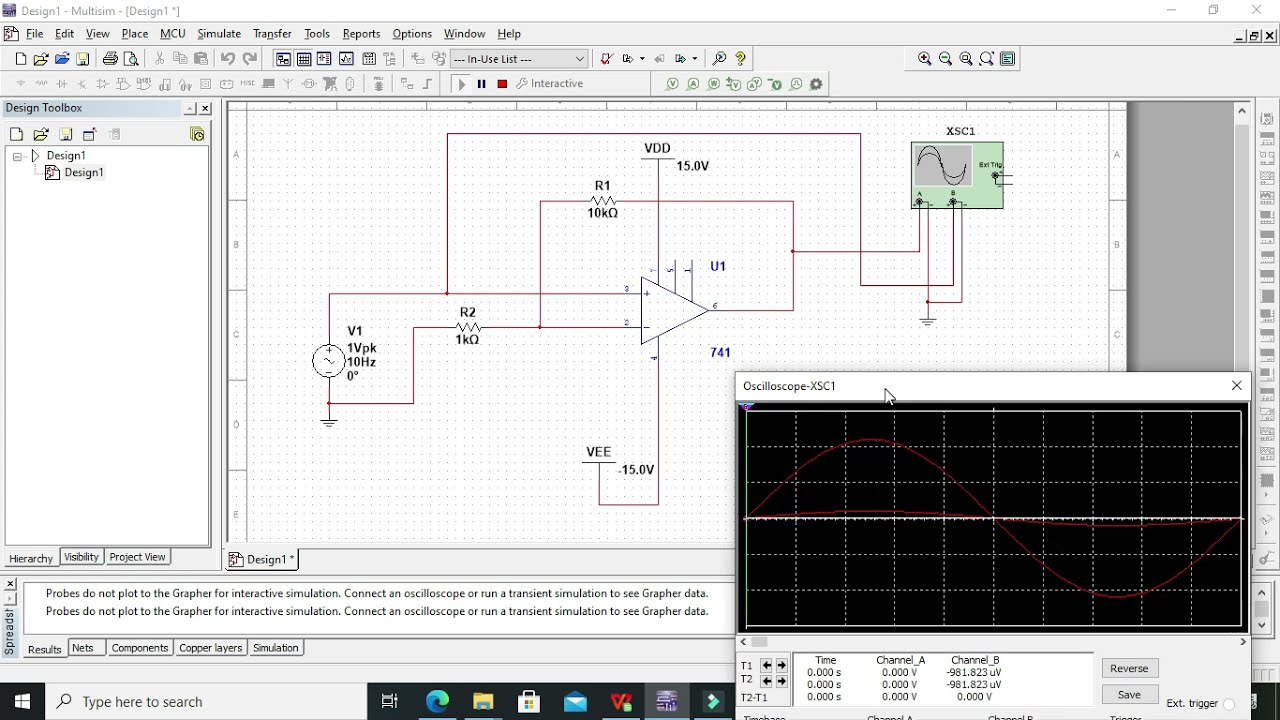 Design1 - Multisim - [Design1 *]
File Edit View Place MCU Simulate Transfer Tools Reports Options Window Help
--- In-Use List ---
Interactive
Design Toolbox
Design1
Design1
A
B
C
D
E
A
B
C
XSC1
Ext Trig
A
B
VDD
15.0V
R1
10kΩ
U1
7
5
1
3
2
6
4
741
R2
1kΩ
V1
1Vpk
10Hz
0°
VEE
-15.0V
Hierarchy Visibility Project View
Design1 *
Oscilloscope-XSC1
Probes do not plot to the Grapher for interactive simulation. Connect an oscilloscope or run a transient simulation to see Grapher data.
Probes do not plot to the Grapher for interactive simulation. Connect an oscilloscope or run a transient simulation to see Grapher data.
Results Nets Components Copper layers Simulation
Time Channel_A Channel_B
T1 0.000 s 0.000 V -981.823 uV
T2 0.000 s 0.000 V -981.823 uV
T2-T1 0.000 s 0.000 V 0.000 V
Reverse
Save
Ext. trigger
Timebase Channel A Channel B Trigger
Type here to search